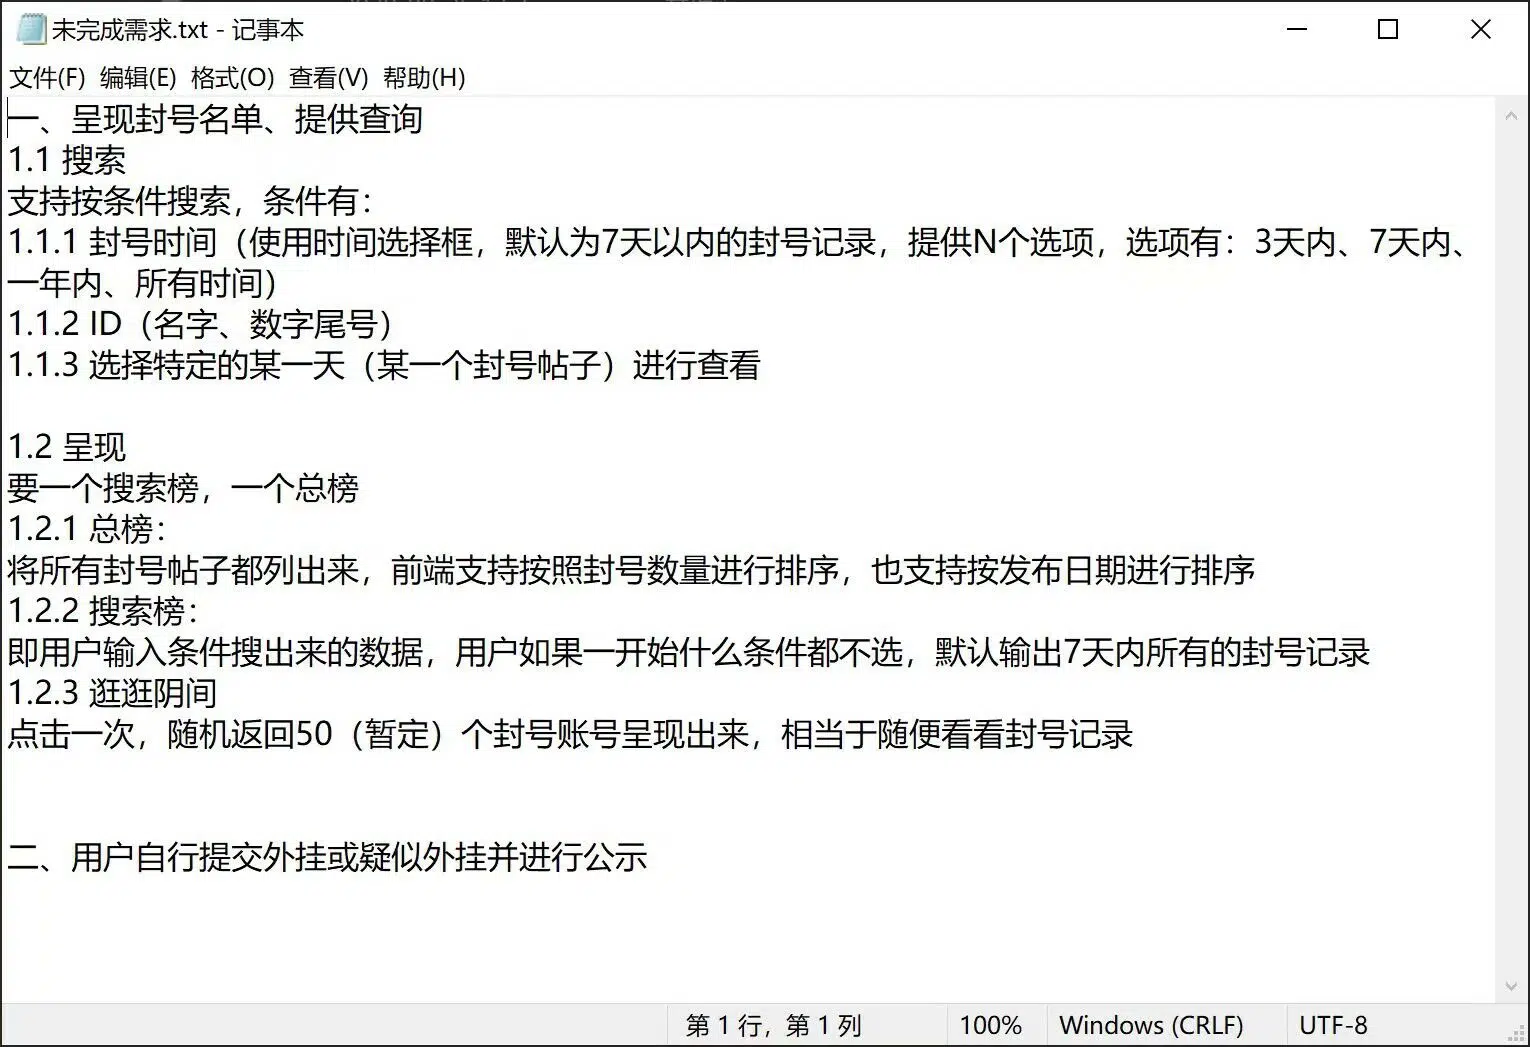 未完成需求.txt - 记事本
文件(F) 编辑(E) 格式(O) 查看(V) 帮助(H)
一、呈现封号名单、提供查询
1.1 搜索
支持按条件搜索，条件有：
1.1.1 封号时间（使用时间选择框，默认为7天以内的封号记录，提供N个选项，选项有：3天内、7天内、
一年内、所有时间）
1.1.2 ID（名字、数字尾号）
1.1.3 选择特定的某一天（某一个封号帖子）进行查看
1.2 呈现
要一个搜索榜，一个总榜
1.2.1 总榜：
将所有封号帖子都列出来，前端支持按照封号数量进行排序，也支持按发布日期进行排序
1.2.2 搜索榜：
即用户输入条件搜出来的数据，用户如果一开始什么条件都不选，默认输出7天内所有的封号记录
1.2.3 逛逛阴间
点击一次，随机返回50（暂定）个封号账号呈现出来，相当于随便看看封号记录
二、用户自行提交外挂或疑似外挂并进行公示
第 1 行，第 1 列 100% Windows (CRLF) UTF-8